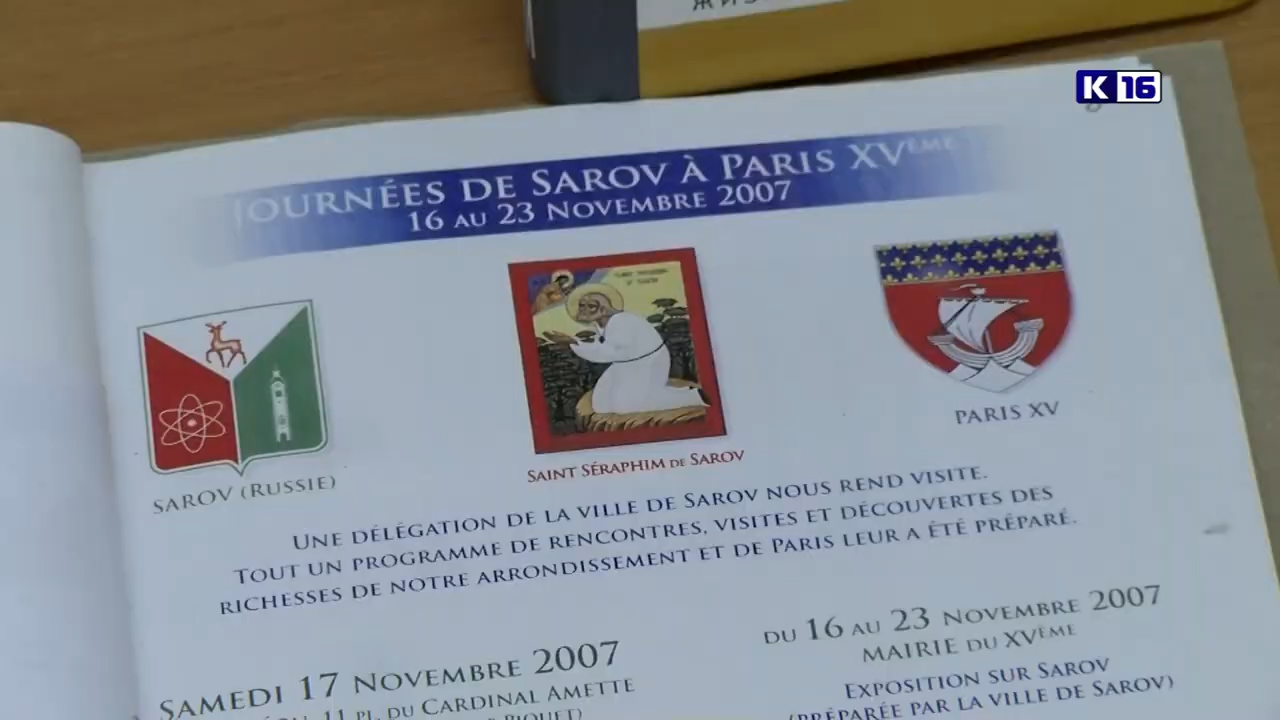 K 16
JOURNÉES DE SAROV À PARIS XVÈME
16 AU 23 NOVEMBRE 2007
SAROV (RUSSIE)
SAINT SÉRAPHIM DE SAROV
PARIS XV
UNE DÉLÉGATION DE LA VILLE DE SAROV NOUS REND VISITE.
TOUT UN PROGRAMME DE RENCONTRES, VISITES ET DÉCOUVERTES DES
RICHESSES DE NOTRE ARRONDISSEMENT ET DE PARIS LEUR A ÉTÉ PRÉPARÉ.
SAMEDI 17 NOVEMBRE 2007
11 PL. DU CARDINAL AMETTE
DU 16 AU 23 NOVEMBRE 2007
MAIRIE DU XVÈME
EXPOSITION SUR SAROV
(PRÉPARÉE PAR LA VILLE DE SAROV)